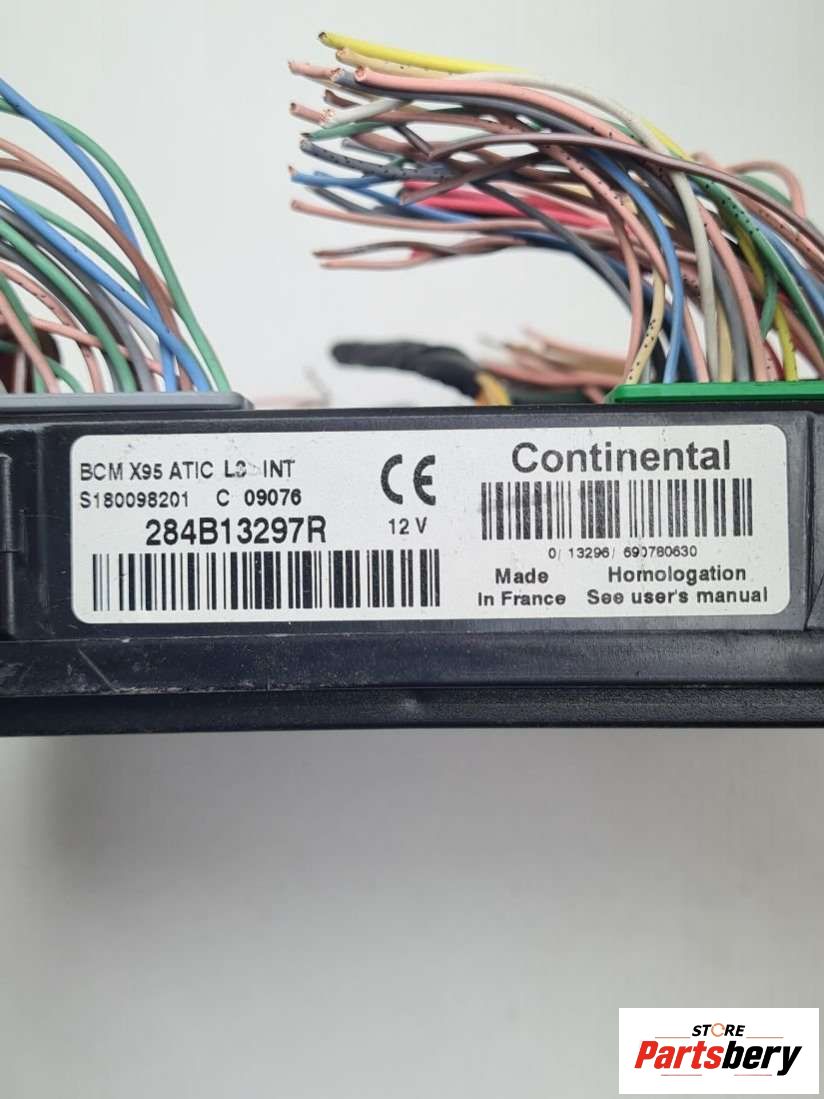 BCM X95 ATIC INT
S180098201 C 09076
284B13297R
12 V
Continental
0/ 13296/ 690780630
Made
In France
Homologation
See user's manual
STORE
Partsbery